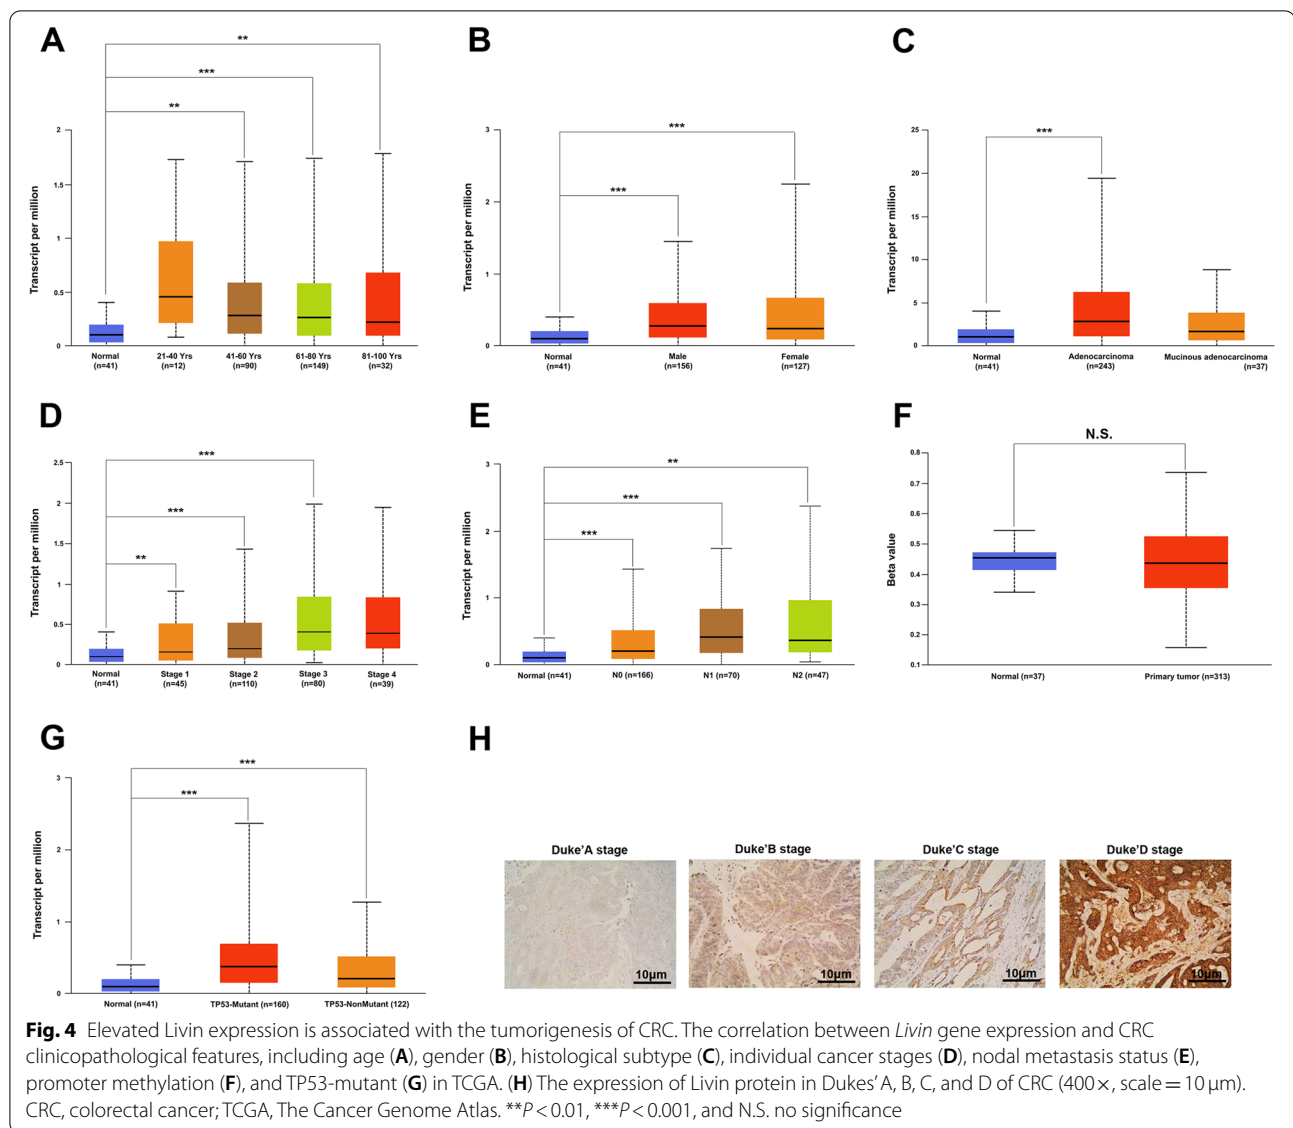 A
**
***
**
Transcript per million
2
1.5
1
0.5
0
Normal (n=41)
21-40 Yrs (n=12)
41-60 Yrs (n=90)
61-80 Yrs (n=149)
81-100 Yrs (n=32)
B
***
***
Transcript per million
3
2
1
0
Normal (n=41)
Male (n=156)
Female (n=127)
C
***
Transcript per million
25
20
15
10
5
0
Normal (n=41)
Adenocarcinoma (n=243)
Mucinous adenocarcinoma (n=37)
D
***
***
**
Transcript per million
2.5
2
1.5
1
0.5
0
Normal (n=41)
Stage 1 (n=45)
Stage 2 (n=110)
Stage 3 (n=80)
Stage 4 (n=39)
E
**
***
***
Transcript per million
3
2
1
0
Normal (n=41)
N0 (n=166)
N1 (n=70)
N2 (n=47)
F
N.S.
Beta value
0.8
0.7
0.6
0.5
0.4
0.3
0.2
0.1
Normal (n=37)
Primary tumor (n=313)
G
***
***
Transcript per million
3
2
1
0
Normal (n=41)
TP53-Mutant (n=160)
TP53-NonMutant (122)
H
Duke'A stage
10μm
Duke'B stage
10μm
Duke'C stage
10μm
Duke'D stage
10μm
Fig. 4 Elevated Livin expression is associated with the tumorigenesis of CRC. The correlation between Livin gene expression and CRC
clinicopathological features, including age (A), gender (B), histological subtype (C), individual cancer stages (D), nodal metastasis status (E),
promoter methylation (F), and TP53-mutant (G) in TCGA. (H) The expression of Livin protein in Dukes' A, B, C, and D of CRC (400×, scale = 10 μm).
CRC, colorectal cancer; TCGA, The Cancer Genome Atlas. **P < 0.01, ***P < 0.001, and N.S. no significance